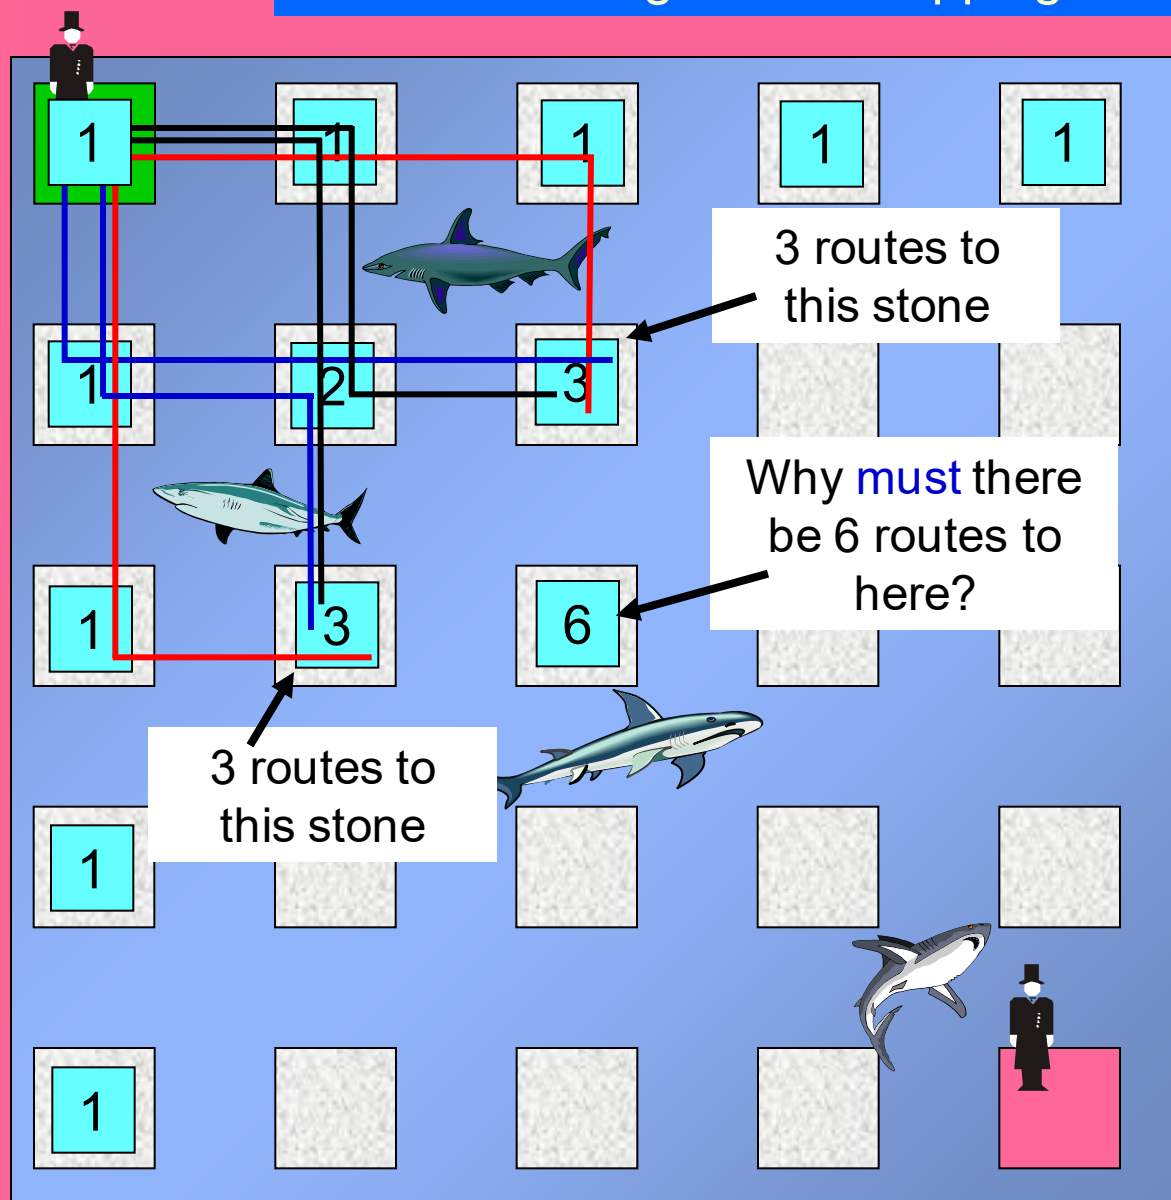 1
1
1
1
1
3 routes to
this stone
1
2
3
Why must there
be 6 routes to
here?
1
3
6
3 routes to
this stone
1
1